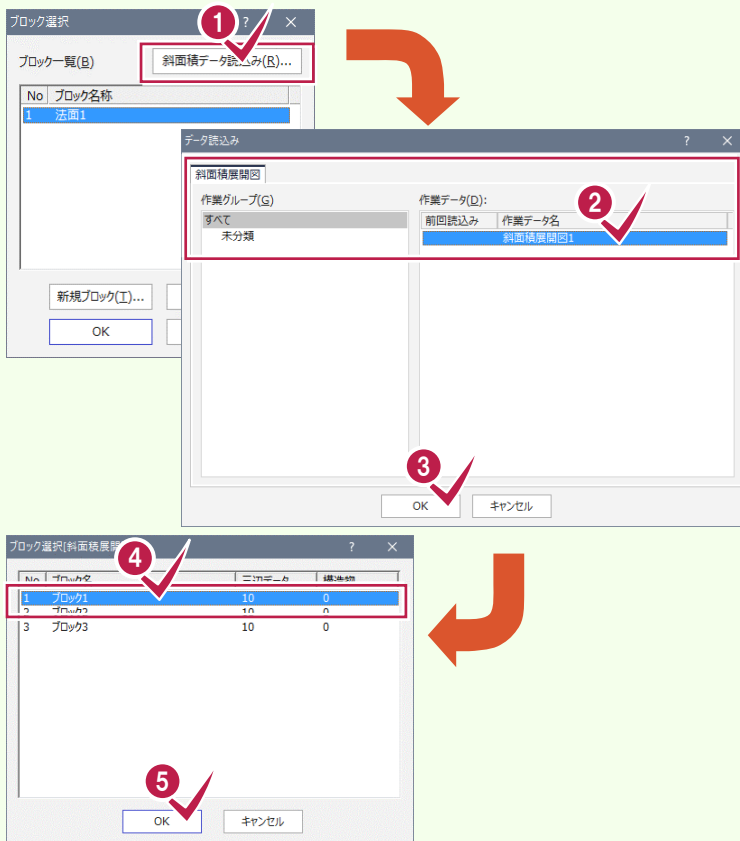 ブロック選択
1
?
×
ブロック一覧(B)
斜面積データ読込み(R)...
No ブロック名称
1 法面1
新規ブロック(T)...
OK
データ読込み
?
×
斜面積展開図
作業グループ(G)
作業データ(D):
2
すべて
前回読込み 作業データ名
未分類
斜面積展開図1
3
OK
キャンセル
ブロック選択[斜面積展開
4
?
×
No ブロック名 三辺データ 構造物
1 ブロック1 10 0
2 ブロック2 10 0
3 ブロック3 10 0
5
OK
キャンセル